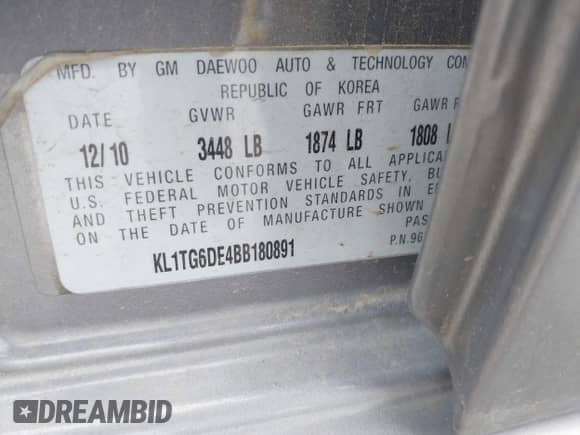 MFD. BY GM DAEWOO AUTO & TECHNOLOGY
REPUBLIC OF KOREA
DATE GVWR GAWR FRT GAWR
12/10 3448 LB 1874 LB 1808
THIS VEHICLE CONFORMS TO ALL
U.S. FEDERAL MOTOR VEHICLE SAFETY,
AND THEFT PREVENTION STANDARDS IN
ON THE DATE OF MANUFACTURE SHOWN
KL1TG6DE4BB180891
P.N.
DREAMBID